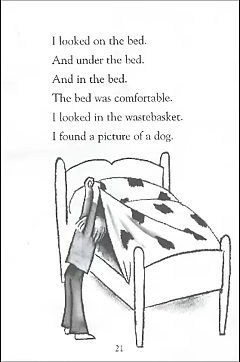 I looked on the bed.
And under the bed.
And in the bed.
The bed was comfortable.
I looked in the wastebasket.
I found a picture of a dog.
21